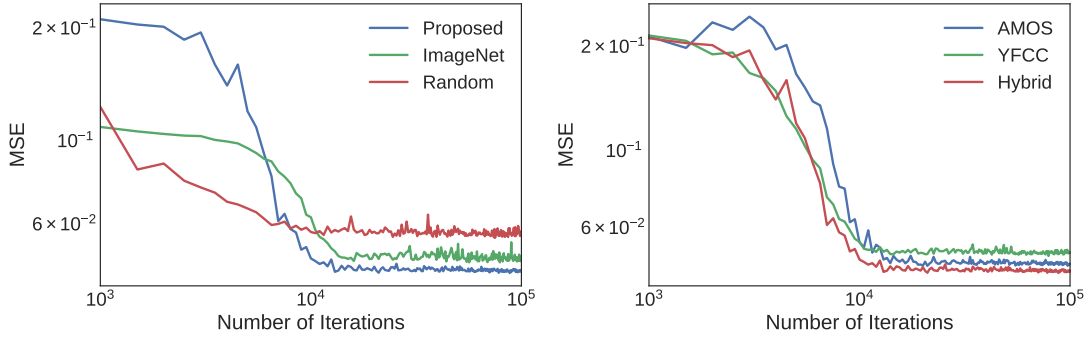 2 × 10⁻¹
10⁻¹
6 × 10⁻²
MSE
Proposed
ImageNet
Random
10³
10⁴
10⁵
Number of Iterations
2 × 10⁻¹
10⁻¹
6 × 10⁻²
MSE
AMOS
YFCC
Hybrid
10³
10⁴
10⁵
Number of Iterations